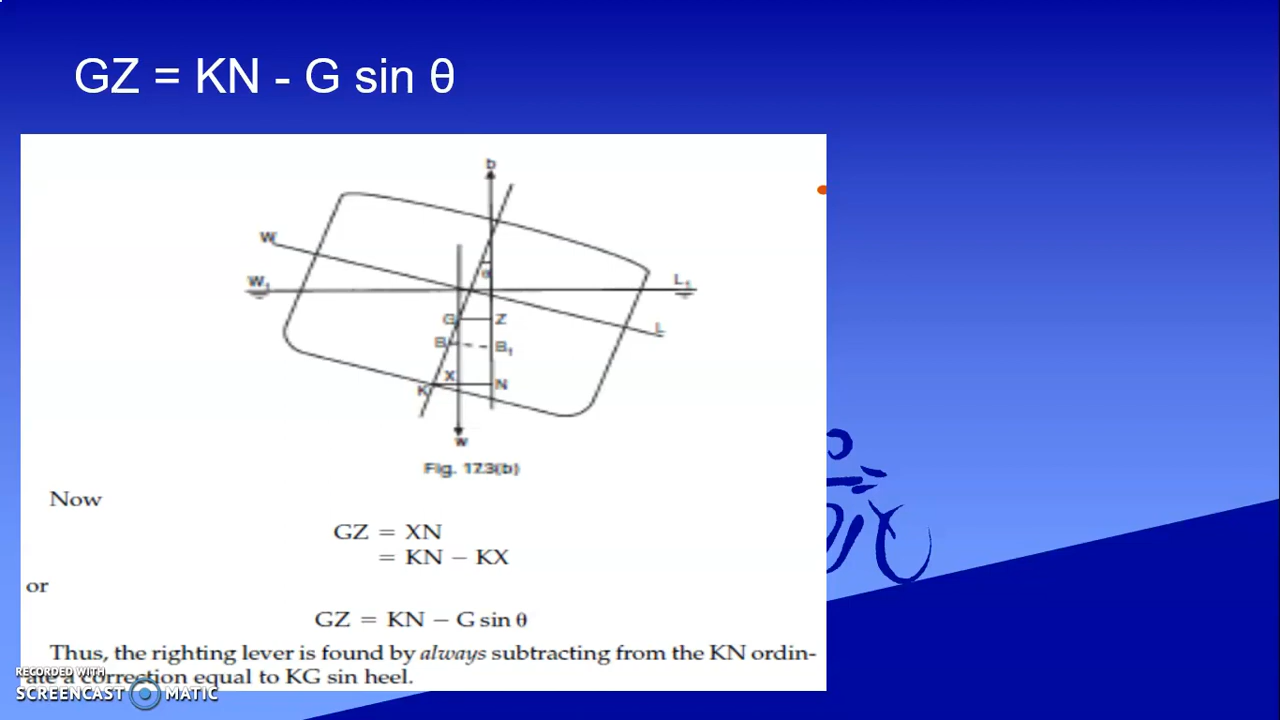 GZ = KN - G sin θ
b
W
θ
W₁
L₁
G
Z
L
B
B₁
X
K
N
w
Fig. 17.3(b)
Now
GZ = XN
= KN − KX
or
GZ = KN − G sin θ
Thus, the righting lever is found by always subtracting from the KN ordin-
ate a correction equal to KG sin heel.
RECORDED WITH
SCREENCAST MATIC